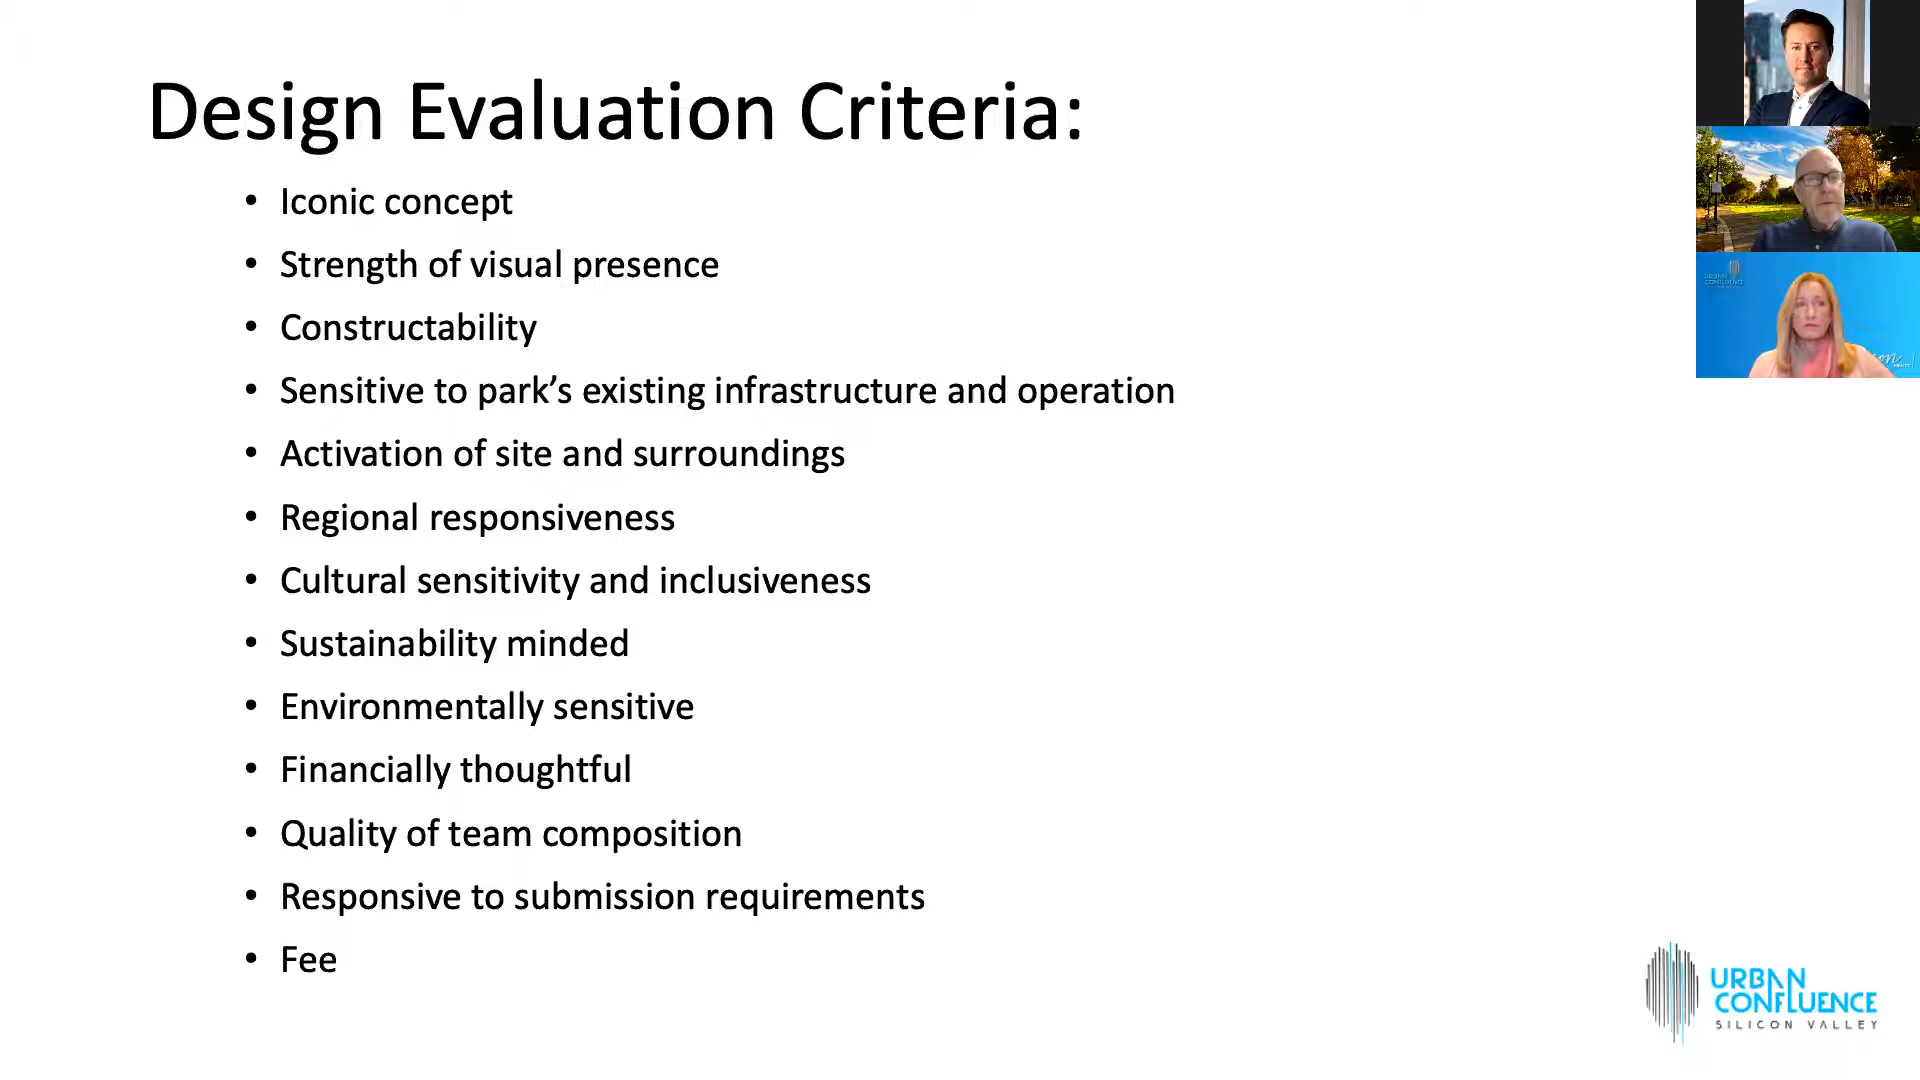 Design Evaluation Criteria:
• Iconic concept
• Strength of visual presence
• Constructability
• Sensitive to park’s existing infrastructure and operation
• Activation of site and surroundings
• Regional responsiveness
• Cultural sensitivity and inclusiveness
• Sustainability minded
• Environmentally sensitive
• Financially thoughtful
• Quality of team composition
• Responsive to submission requirements
• Fee
URBAN
CONFLUENCE
URBAN
CONFLUENCE
SILICON VALLEY